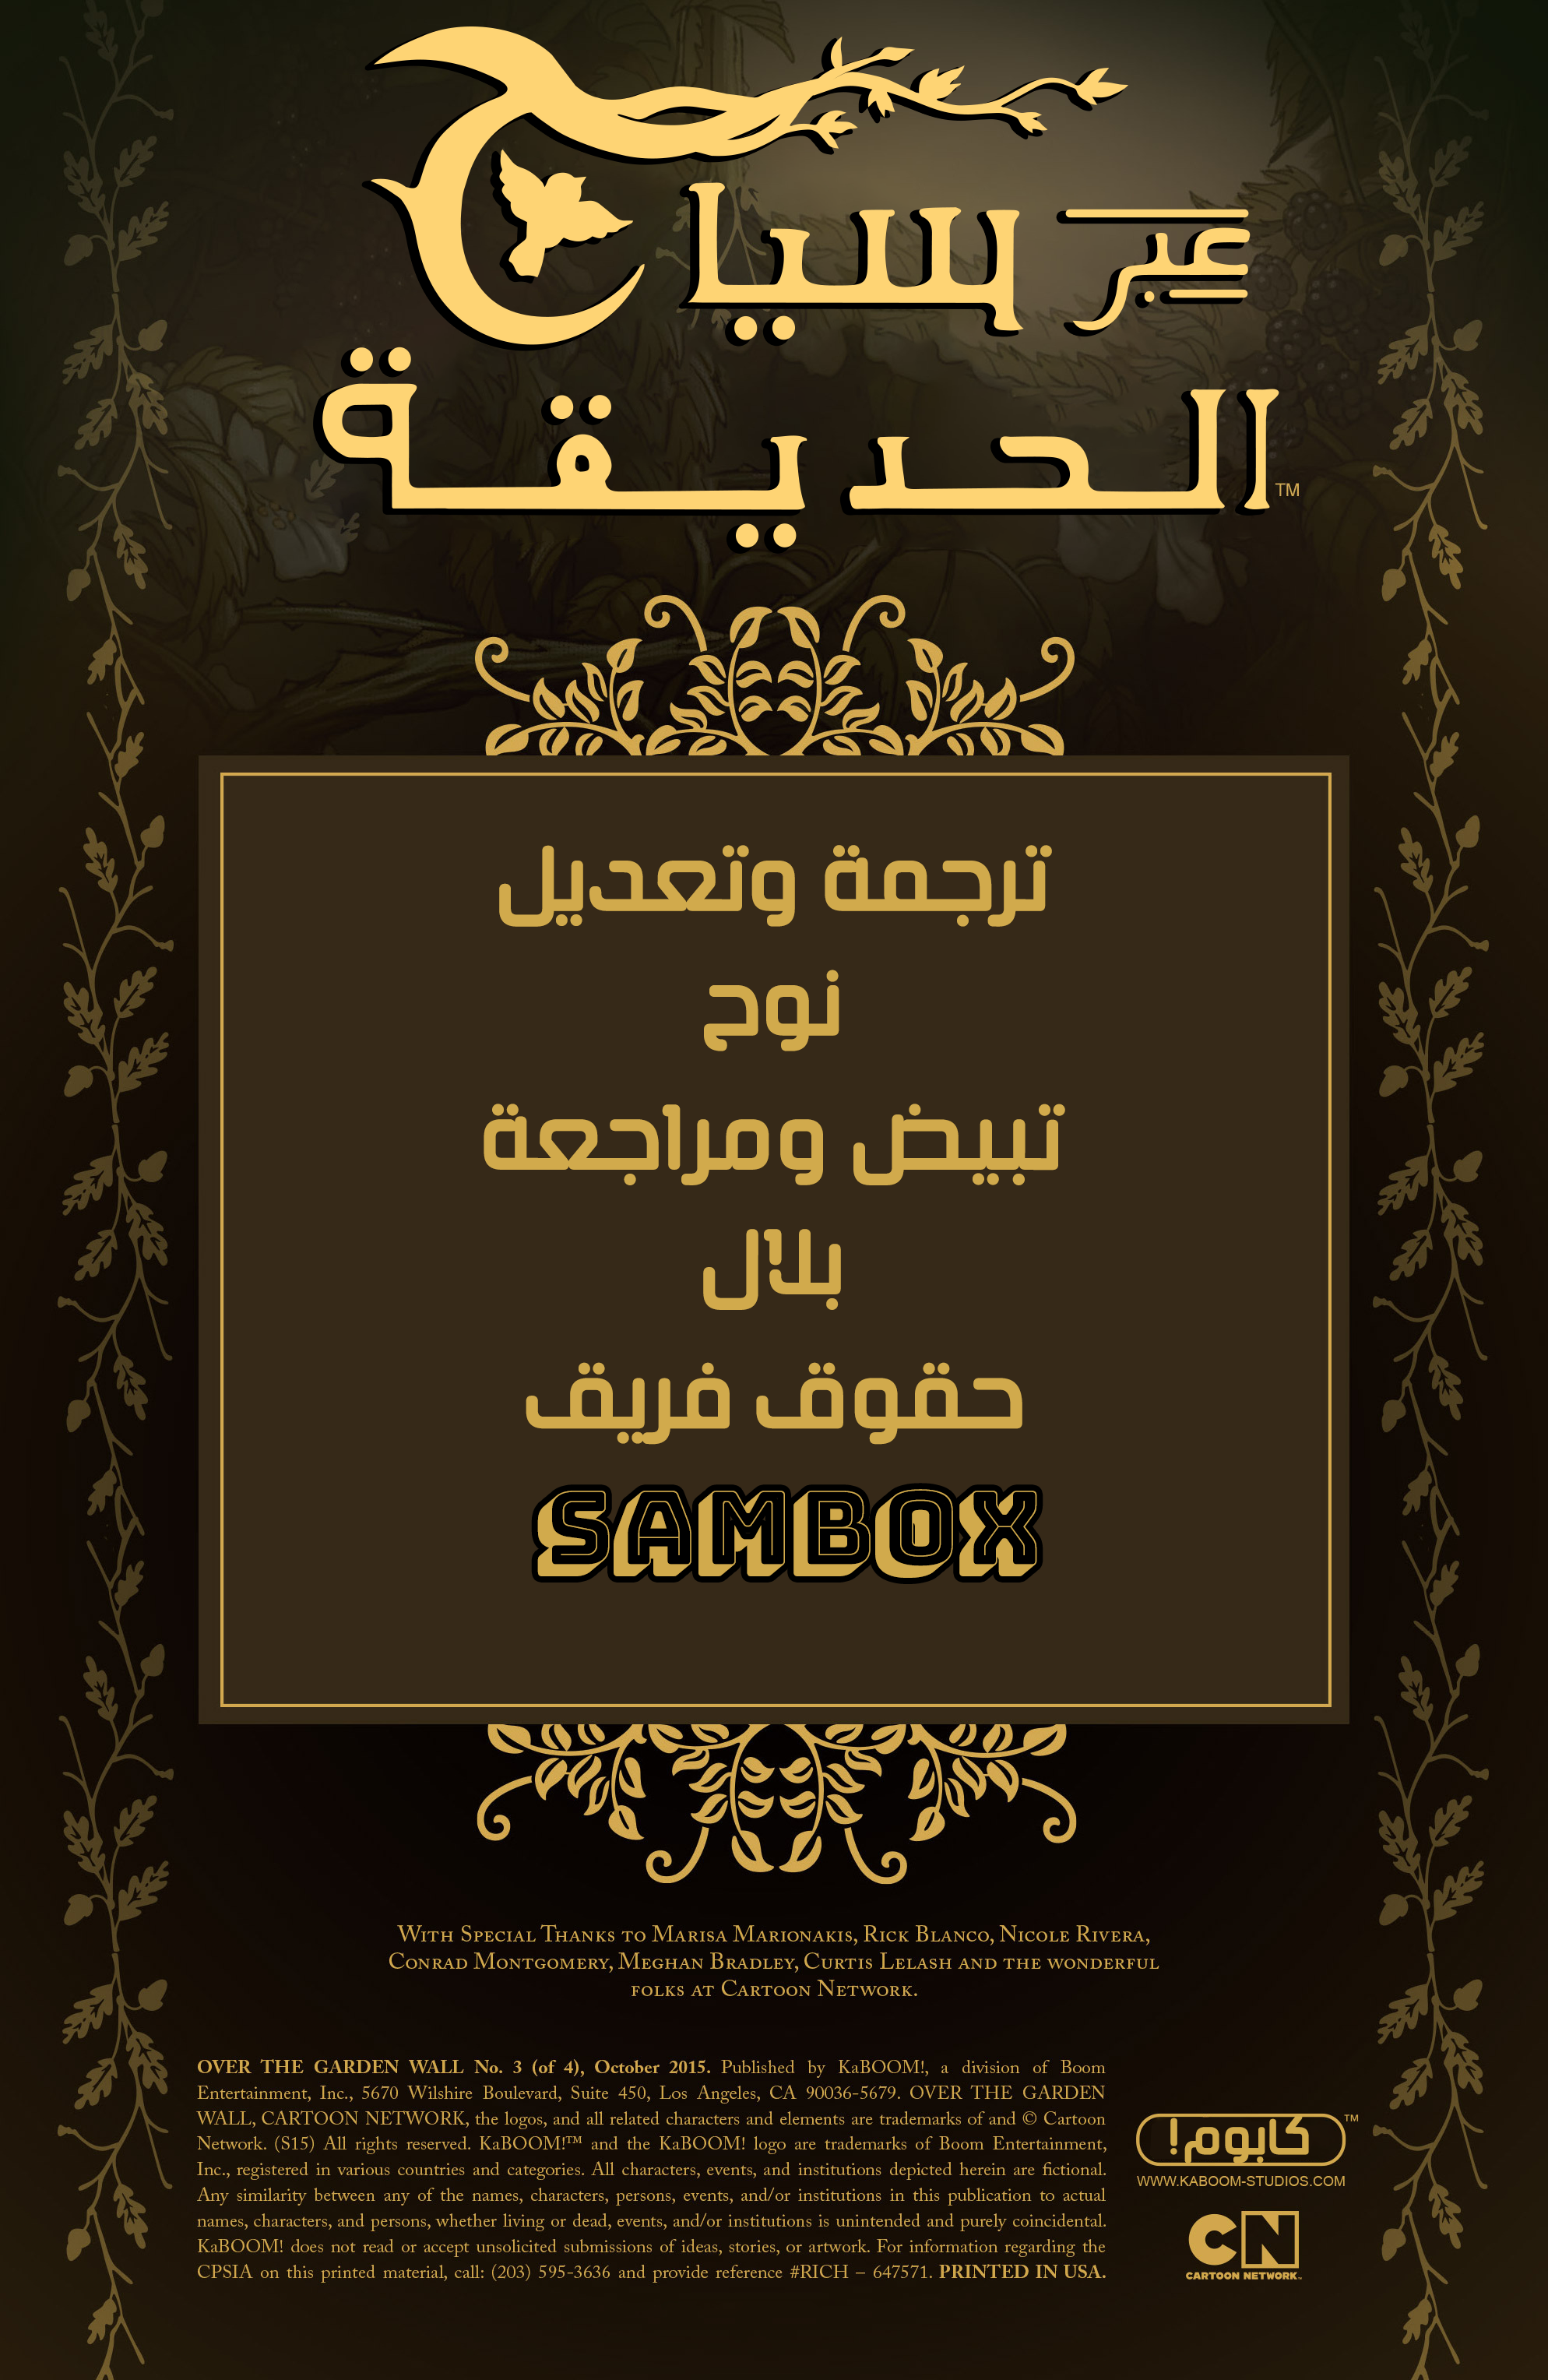 عبر سياج
الحديقة
TM
ترجمة وتعديل
نوح
تبيض ومراجعة
بلال
حقوق فريق
SAMBOX
With Special Thanks to Marisa Marionakis, Rick Blanco, Nicole Rivera,
Conrad Montgomery, Meghan Bradley, Curtis Lelash and the wonderful
folks at Cartoon Network.
OVER THE GARDEN WALL No. 3 (of 4), October 2015. Published by KaBOOM!, a division of Boom
Entertainment, Inc., 5670 Wilshire Boulevard, Suite 450, Los Angeles, CA 90036-5679. OVER THE GARDEN
WALL, CARTOON NETWORK, the logos, and all related characters and elements are trademarks of and © Cartoon
Network. (S15) All rights reserved. KaBOOM!™ and the KaBOOM! logo are trademarks of Boom Entertainment,
Inc., registered in various countries and categories. All characters, events, and institutions depicted herein are fictional.
Any similarity between any of the names, characters, persons, events, and/or institutions in this publication to actual
names, characters, and persons, whether living or dead, events, and/or institutions is unintended and purely coincidental.
KaBOOM! does not read or accept unsolicited submissions of ideas, stories, or artwork. For information regarding the
CPSIA on this printed material, call: (203) 595-3636 and provide reference #RICH – 647571. PRINTED IN USA.
كابوم! TM
WWW.KABOOM-STUDIOS.COM
CN
CARTOON NETWORK